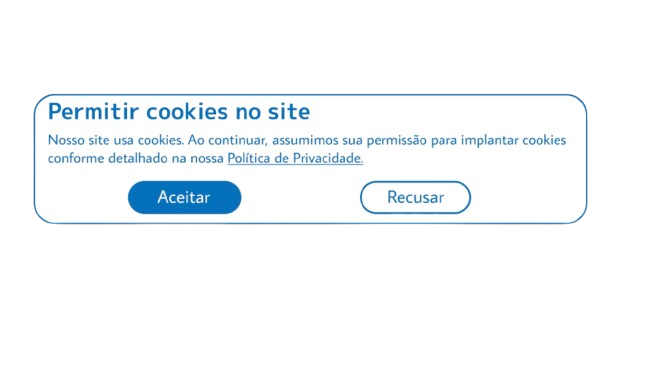 Permitir cookies no site
Nosso site usa cookies. Ao continuar, assumimos sua permissão para implantar cookies
conforme detalhado na nossa Política de Privacidade.
Aceitar
Recusar